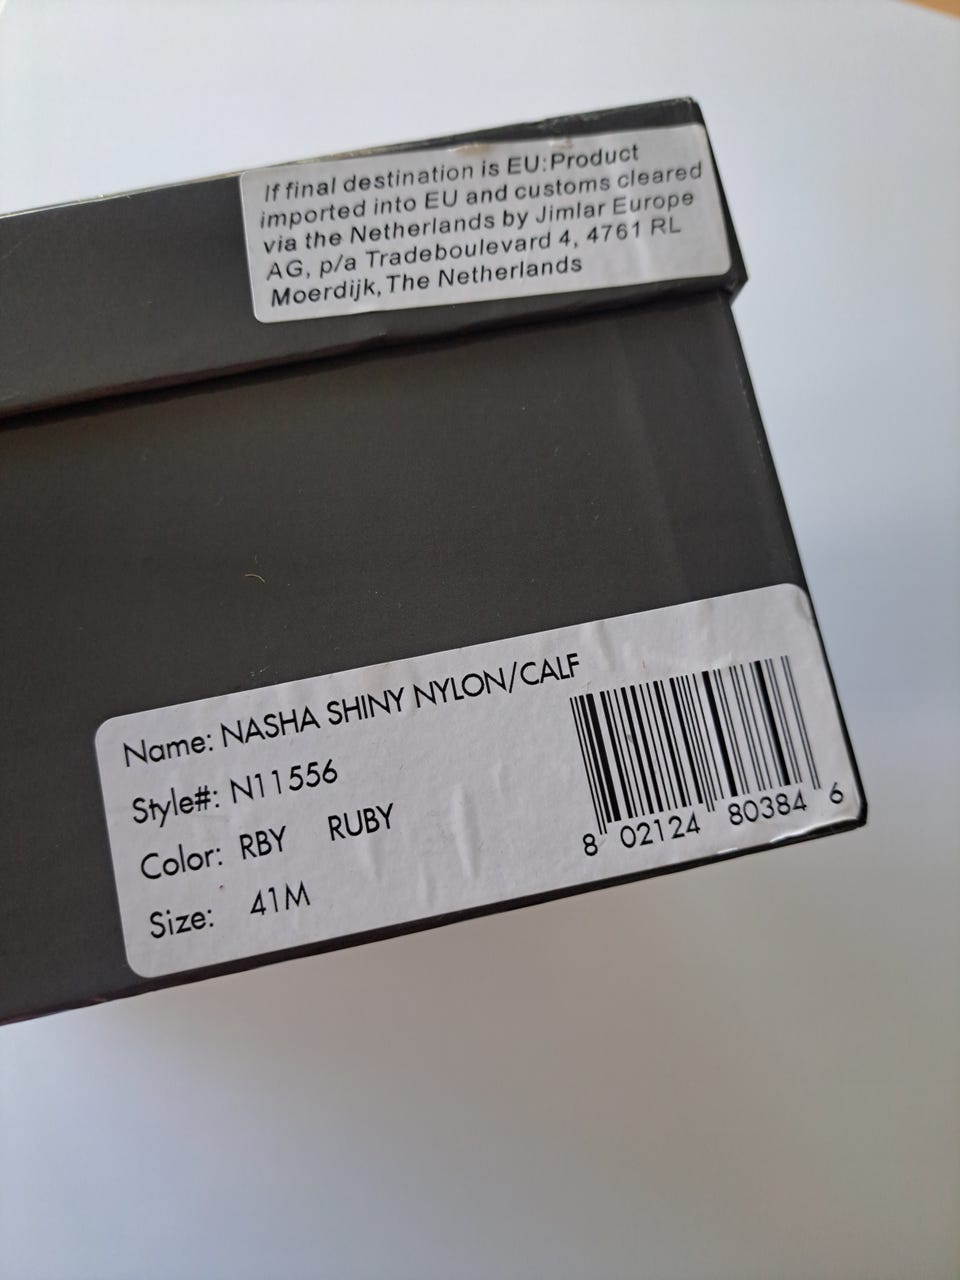 If final destination is EU:Product
imported into EU and customs cleared
via the Netherlands by Jimlar Europe
AG, p/a Tradeboulevard 4, 4761 RL
Moerdijk, The Netherlands
Name: NASHA SHINY NYLON/CALF
Style#: N11556
Color: RBY RUBY
Size: 41M
8 02124 80384 6